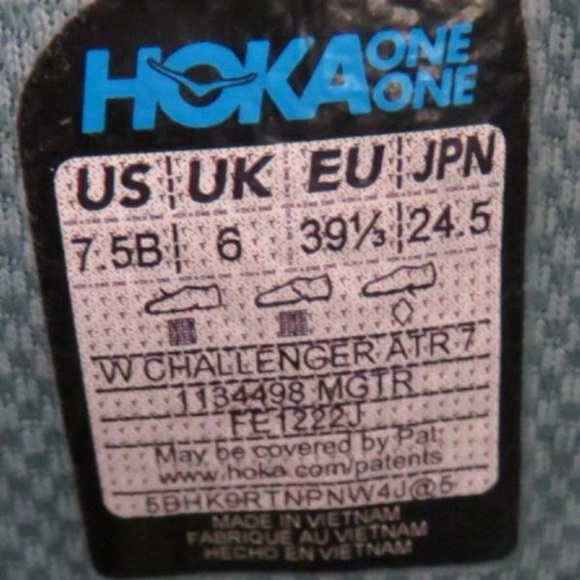 HOKA ONE ONE
US UK EU JPN
7.5B 6 39⅓ 24.5
W CHALLENGER ATR 7
1134498 MGTR
FE1222J
May be covered by Pat:
www.hoka.com/patents
5BHK9RTNPNW4J@5
MADE IN VIETNAM
FABRIQUE AU VIETNAM
HECHO EN VIETNAM